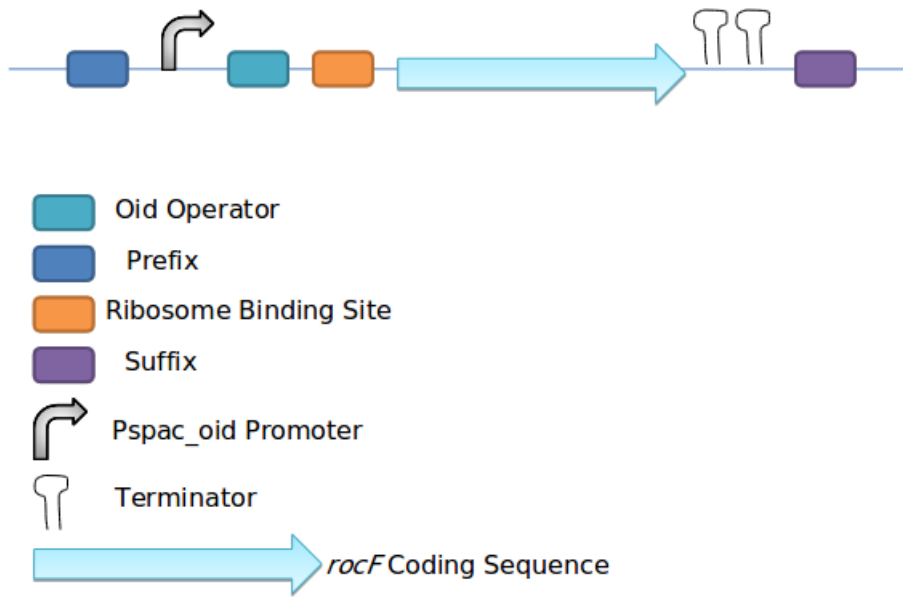 Oid Operator
Prefix
Ribosome Binding Site
Suffix
Pspac_oid Promoter
Terminator
rocF Coding Sequence